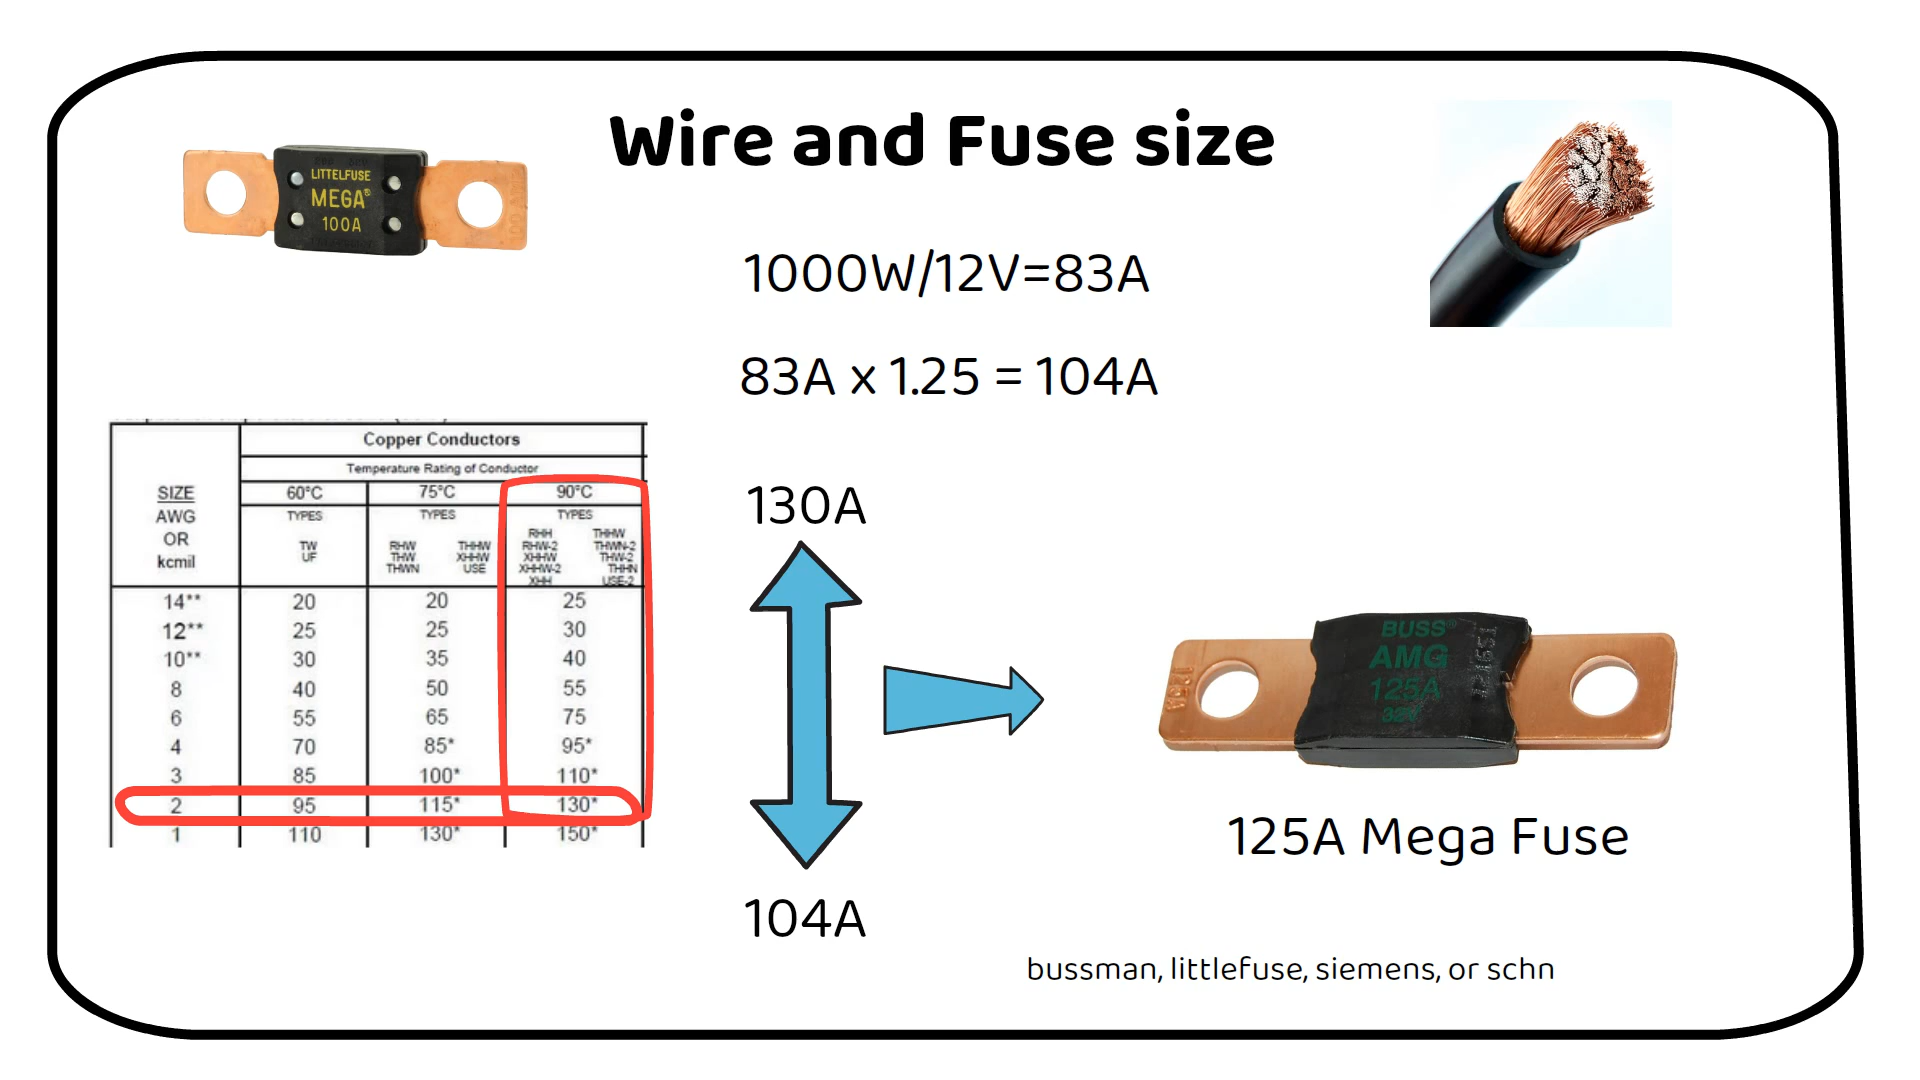 Wire and Fuse size
LITTELFUSE
MEGA®
100A
1000W/12V=83A
83A x 1.25 = 104A
Copper Conductors
Temperature Rating of Conductor
SIZE
AWG
OR
kcmil
60°C 75°C 90°C
TYPES TYPES TYPES
TW
UF
RHW THHW
THW XHHW
THWN USE
RHH THHW
RHW-2 THWN-2
XHHW THW-2
XHHW-2 THHN
XHH USE-2
14** 20 20 25
12** 25 25 30
10** 30 35 40
8 40 50 55
6 55 65 75
4 70 85* 95*
3 85 100* 110*
2 95 115* 130*
1 110 130* 150*
130A
104A
BUSS®
AMG
125A
32V
125A
125A Mega Fuse
bussman, littlefuse, siemens, or schn